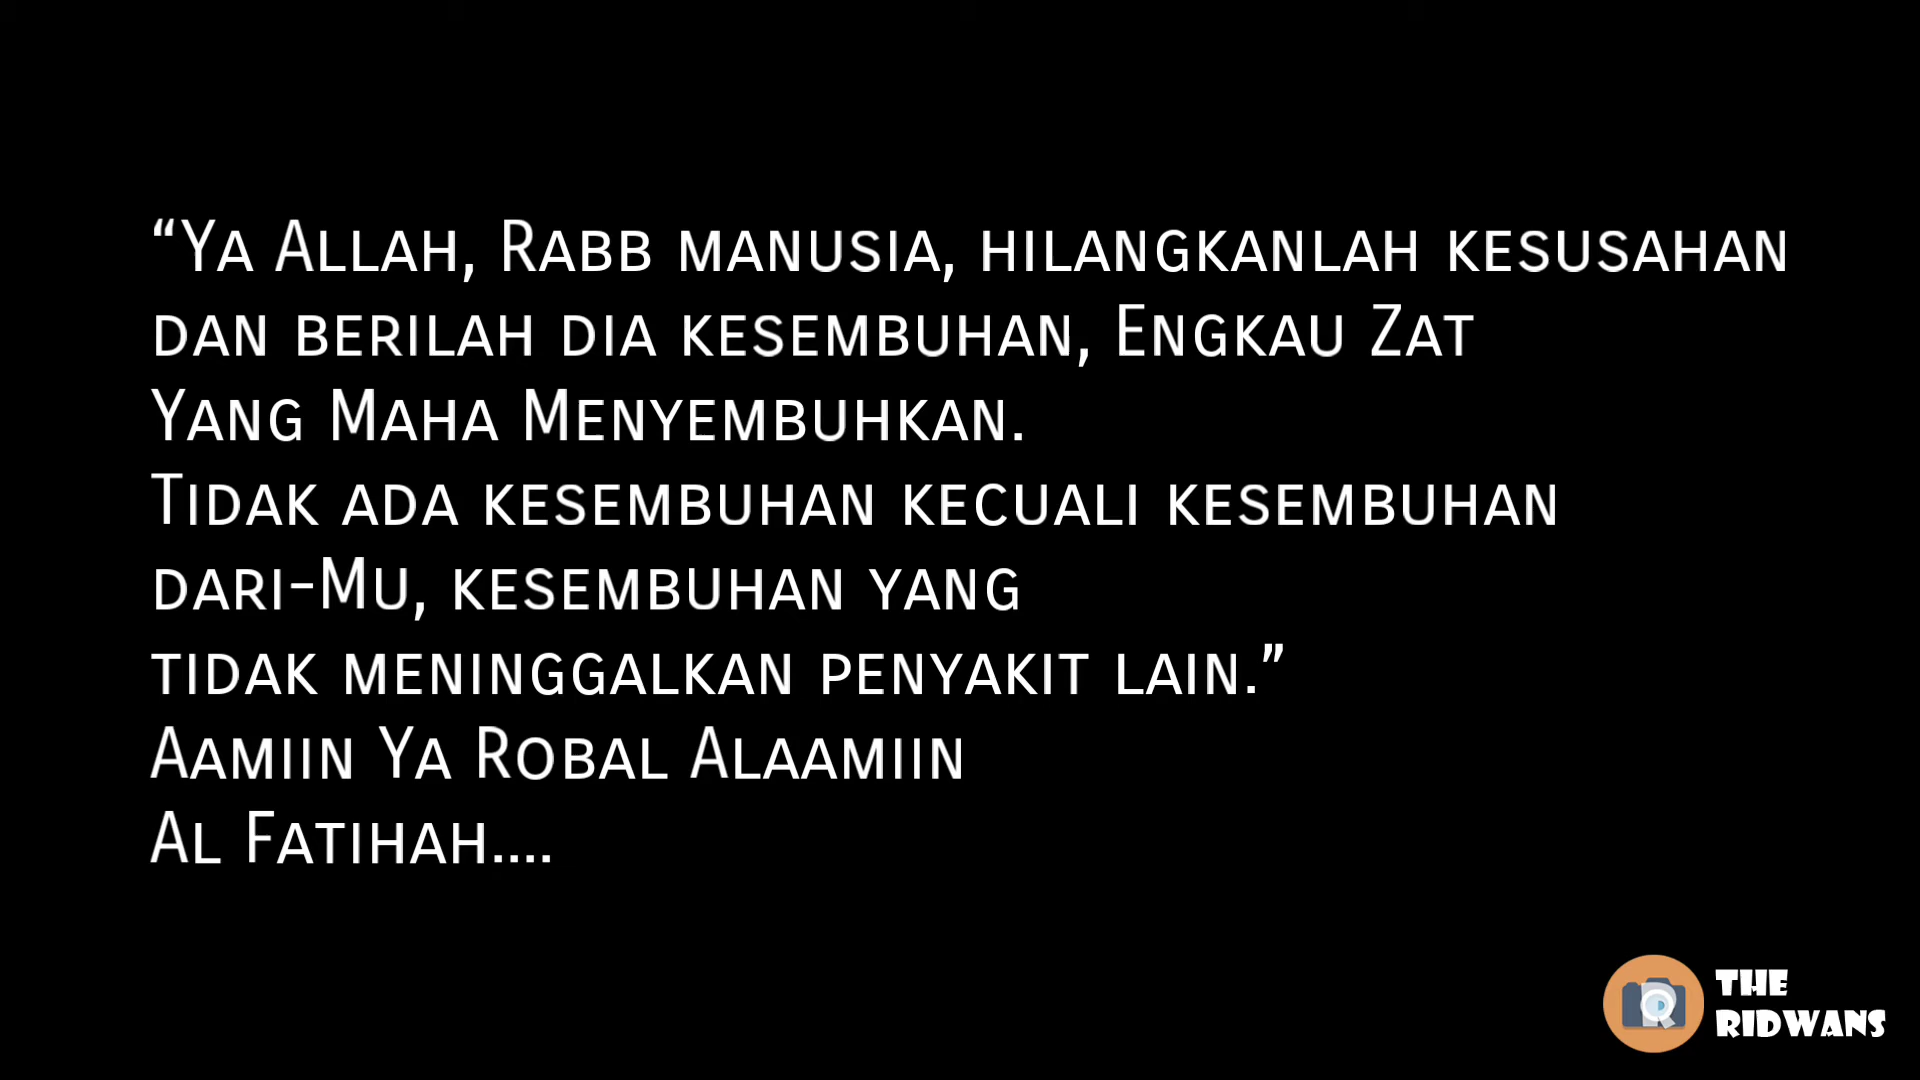 “Ya Allah, Rabb manusia, hilangkanlah kesusahan
dan berilah dia kesembuhan, Engkau Zat
Yang Maha Menyembuhkan.
Tidak ada kesembuhan kecuali kesembuhan
dari-Mu, kesembuhan yang
tidak meninggalkan penyakit lain.”
Aamiin Ya Robal Alaamiin
Al Fatihah....
THE
RIDWANS